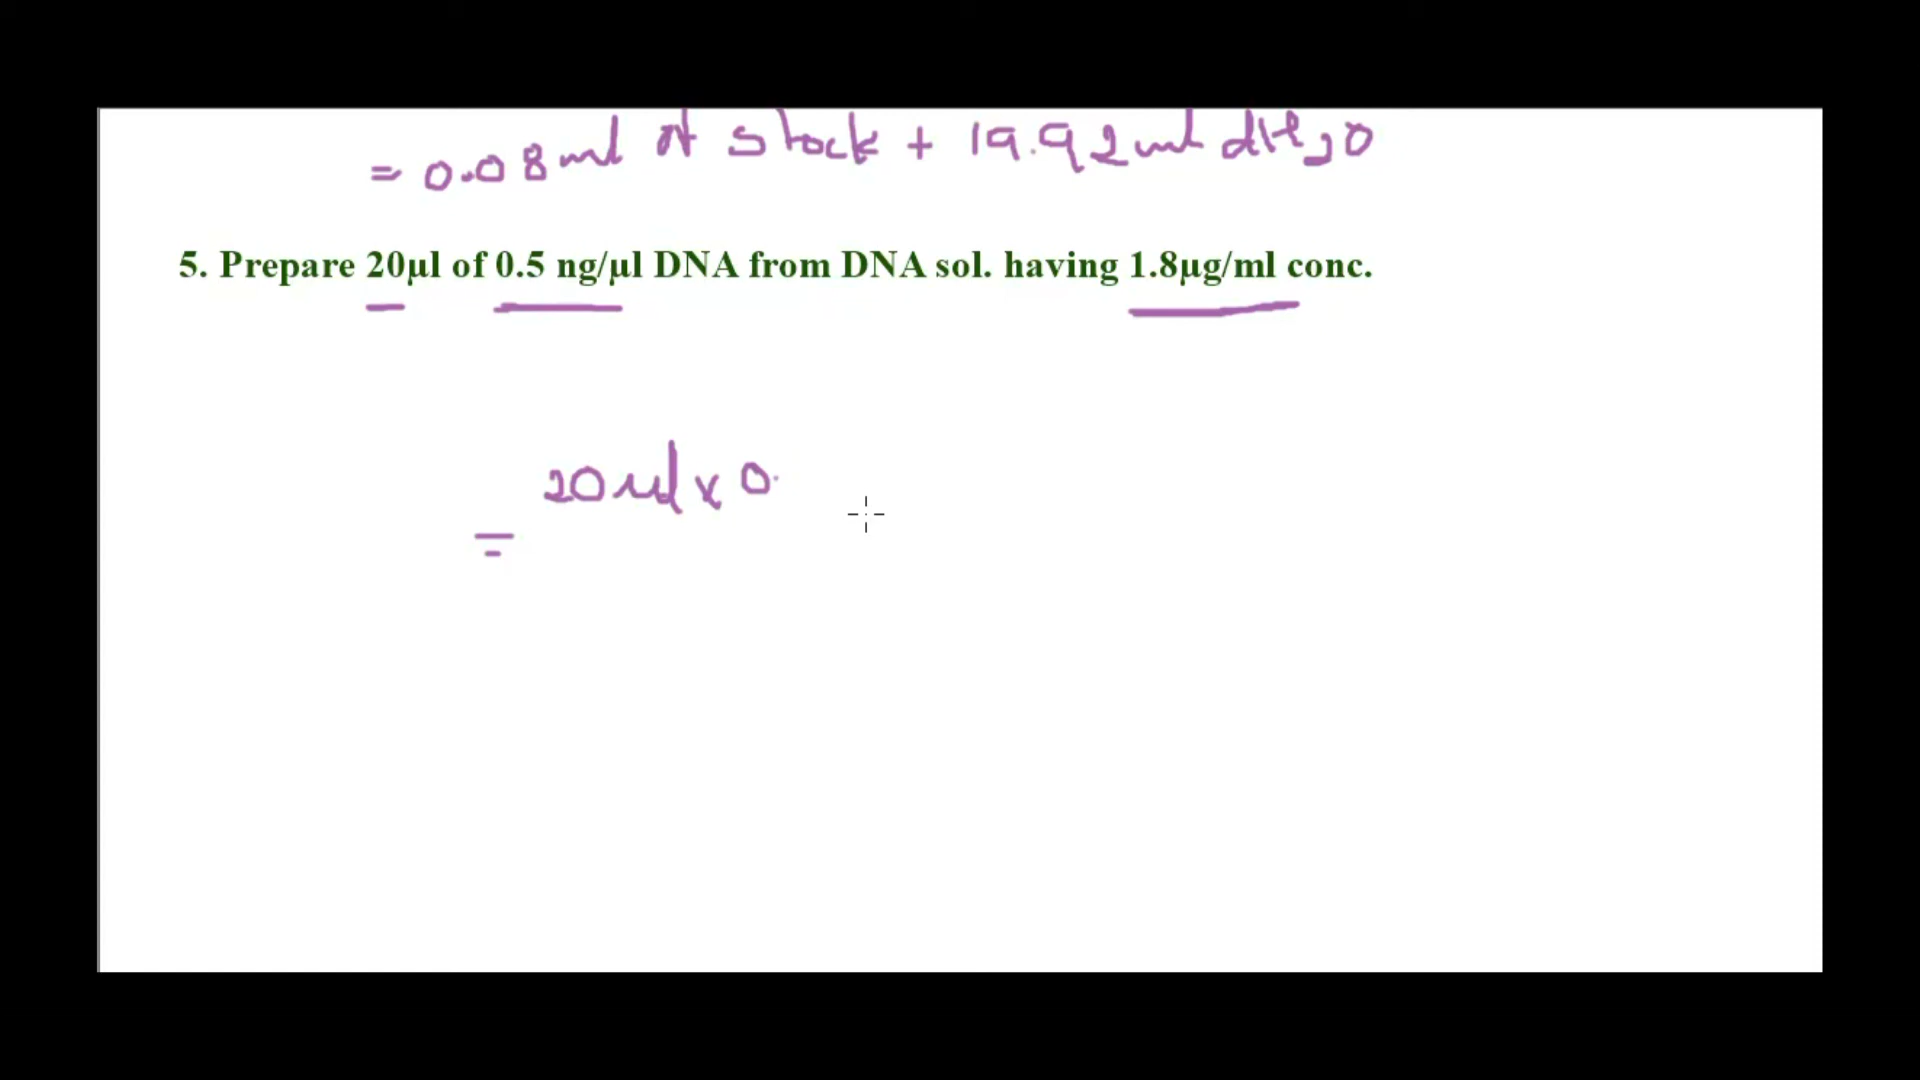 = 0.08 ml of stock + 19.92 ml dH2O
5. Prepare 20µl of 0.5 ng/µl DNA from DNA sol. having 1.8µg/ml conc.
20 µl x 0.
=